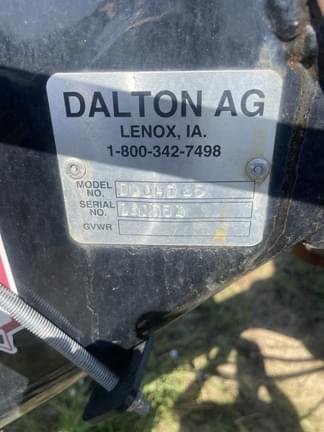 DALTON AG
LENOX, IA.
1-800-342-7498
MODEL NO.
SERIAL NO.
GVWR